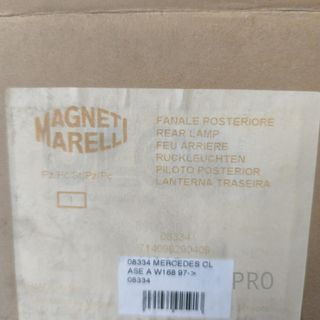 MAGNETI
MARELLI
FANALE POSTERIORE
REAR LAMP
FEU ARRIERE
RUCKLEUCHTEN
PILOTO POSTERIOR
LANTERNA TRASEIRA
Pz/Pc St Pz/Pc
1
08334
714098290408
08334 MERCEDES CL
ASE A W168 97->
08334
PRO